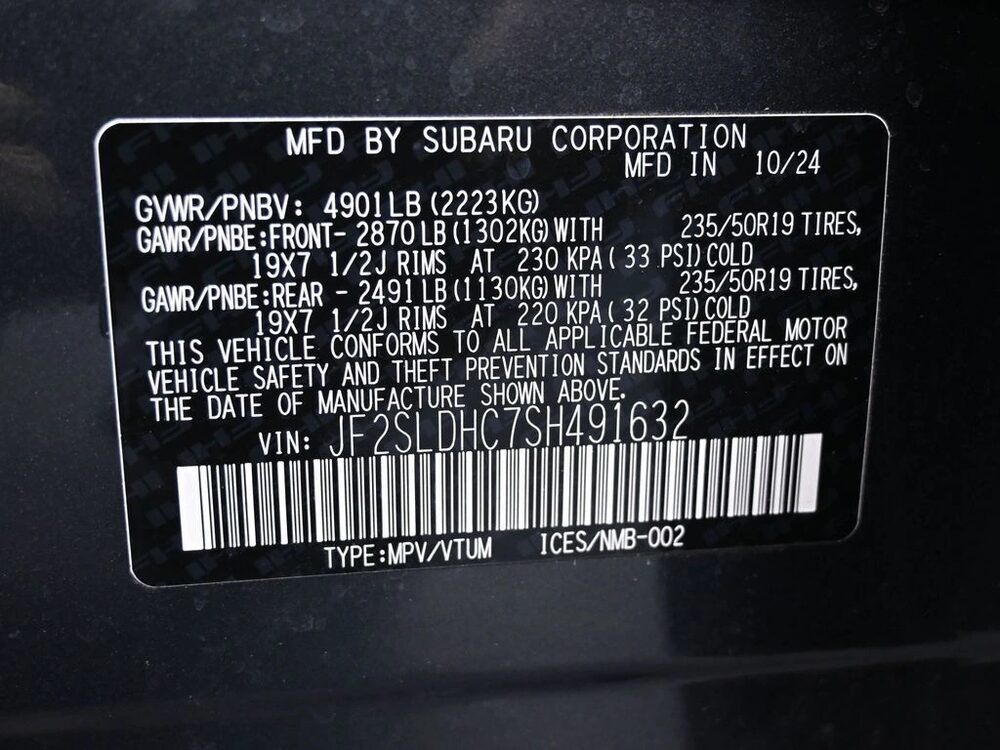 MFD BY SUBARU CORPORATION
MFD IN 10/24
GVWR/PNBV: 4901LB(2223KG)
GAWR/PNBE:FRONT- 2870LB(1302KG)WITH 235/50R19 TIRES,
19X7 1/2J RIMS AT 230 KPA( 33 PSI)COLD
GAWR/PNBE:REAR - 2491LB(1130KG)WITH 235/50R19 TIRES,
19X7 1/2J RIMS AT 220 KPA( 32 PSI)COLD
THIS VEHICLE CONFORMS TO ALL APPLICABLE FEDERAL MOTOR
VEHICLE SAFETY AND THEFT PREVENTION STANDARDS IN EFFECT ON
THE DATE OF MANUFACTURE SHOWN ABOVE.
VIN: JF2SLDHC7SH491632
TYPE:MPV/VTUM ICES/NMB-002